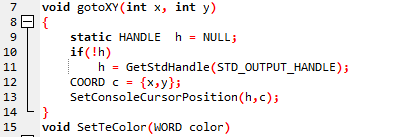 7 void gotoXY(int x, int y)
8 {
9 static HANDLE h = NULL;
10 if(!h)
11 h = GetStdHandle(STD_OUTPUT_HANDLE);
12 COORD c = {x,y};
13 SetConsoleCursorPosition(h,c);
14 }
15 void SetTeColor(WORD color)